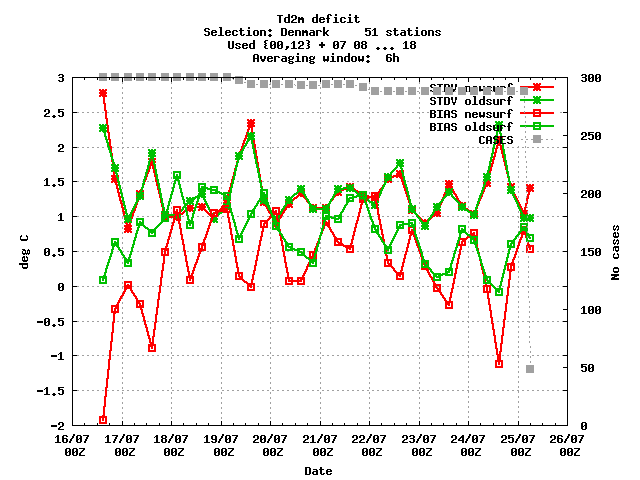 Td2m deficit
Selection: Denmark 51 stations
Used {00,12} + 07 08 ... 18
Averaging window: 6h
STDV newsurf
STDV oldsurf
BIAS newsurf
BIAS oldsurf
CASES
deg C
3
2.5
2
1.5
1
0.5
0
-0.5
-1
-1.5
-2
No cases
300
250
200
150
100
50
0
16/07 17/07 18/07 19/07 20/07 21/07 22/07 23/07 24/07 25/07 26/07
00Z 00Z 00Z 00Z 00Z 00Z 00Z 00Z 00Z 00Z 00Z
Date